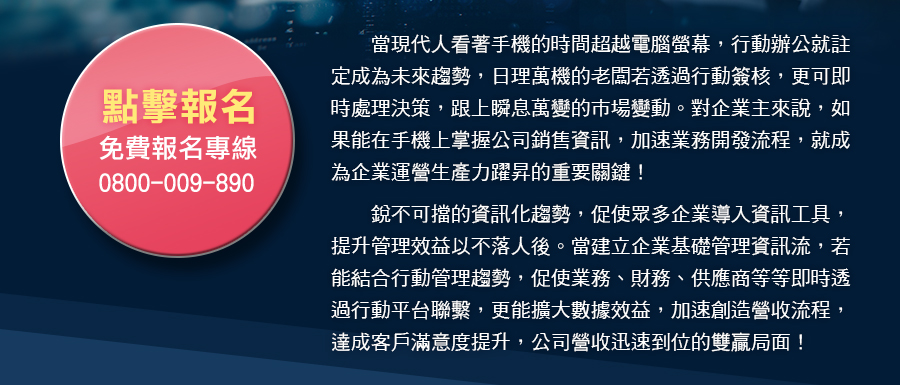 點擊報名
免費報名專線
0800-009-890
當現代人看著手機的時間超越電腦螢幕，行動辦公就註
定成為未來趨勢，日理萬機的老闆若透過行動簽核，更可即
時處理決策，跟上瞬息萬變的市場變動。對企業主來說，如
果能在手機上掌握公司銷售資訊，加速業務開發流程，就成
為企業運營生產力躍昇的重要關鍵！
銳不可擋的資訊化趨勢，促使眾多企業導入資訊工具，
提升管理效益以不落人後。當建立企業基礎管理資訊流，若
能結合行動管理趨勢，促使業務、財務、供應商等等即時透
過行動平台聯繫，更能擴大數據效益，加速創造營收流程，
達成客戶滿意度提升，公司營收迅速到位的雙贏局面！